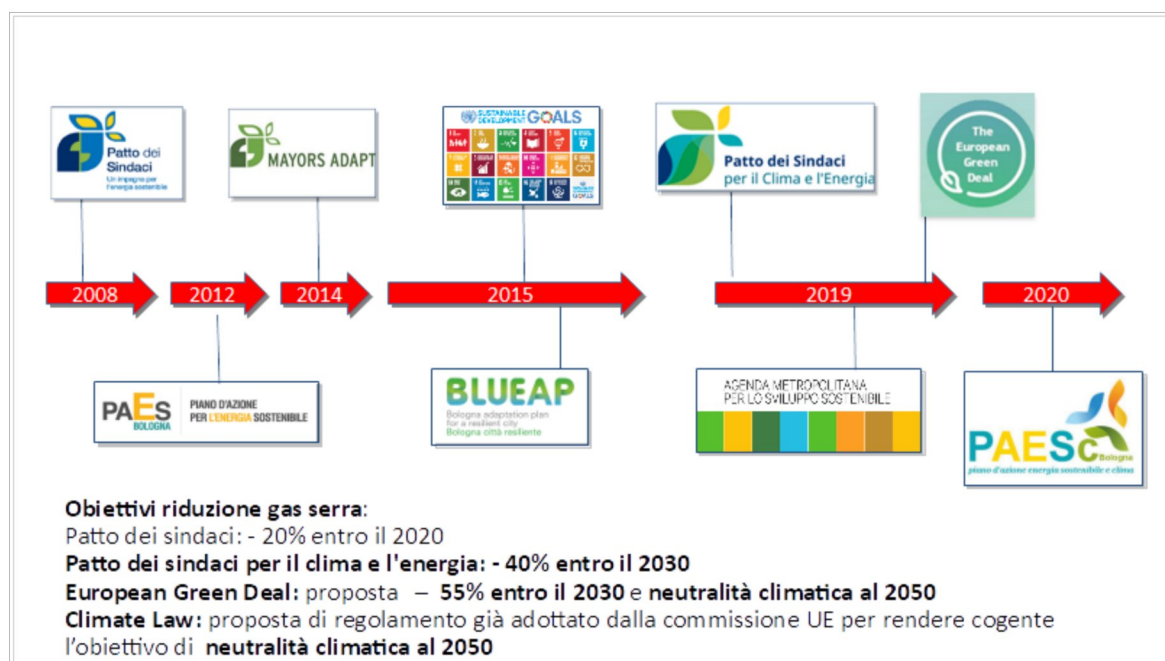 Patto dei
Sindaci
Un impegno per
l'energia sostenibile
MAYORS ADAPT
SUSTAINABLE
DEVELOPMENT GOALS
Patto dei Sindaci
per il Clima e l'Energia
The
European
Green
Deal
2008
2012
2014
2015
2019
2020
PAES
BOLOGNA
PIANO D'AZIONE
PER L'ENERGIA SOSTENIBILE
BLUEAP
Bologna adaptation plan
for a resilient city
Bologna città resiliente
AGENDA METROPOLITANA
PER LO SVILUPPO SOSTENIBILE
PAESC
Bologna
piano d'azione energia sostenibile e clima
Obiettivi riduzione gas serra:
Patto dei sindaci: - 20% entro il 2020
Patto dei sindaci per il clima e l'energia: - 40% entro il 2030
European Green Deal: proposta – 55% entro il 2030 e neutralità climatica al 2050
Climate Law: proposta di regolamento già adottato dalla commissione UE per rendere cogente
l’obiettivo di neutralità climatica al 2050